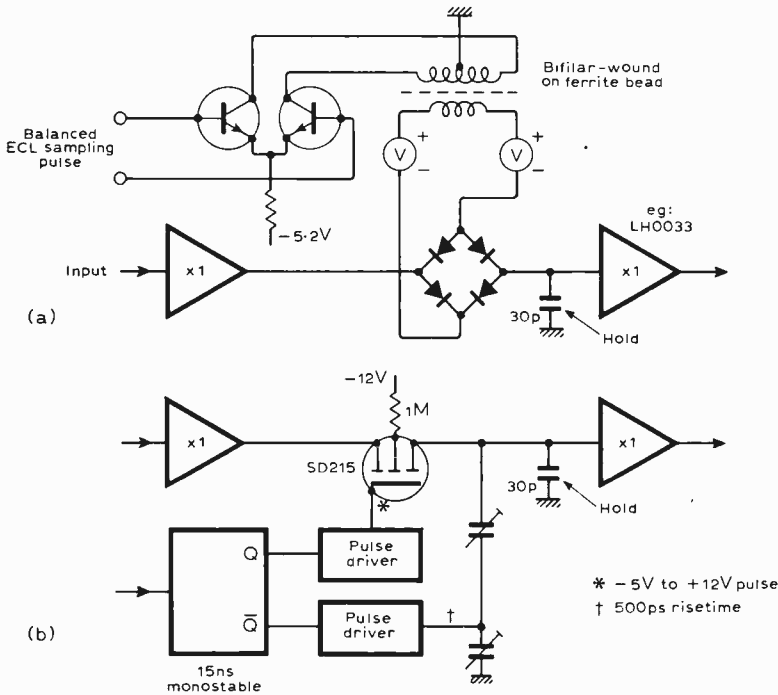 Bifilar-wound
on ferrite bead
Balanced
ECL sampling
pulse
+
V
-
+
V
-
-5·2V
eg:
LH0033
Input
x1
x1
30p
Hold
(a)
-12V
1M
x1
SD215
*
x1
30p
Hold
Q
Pulse
driver
Q̅
Pulse
driver
†
* -5V to +12V pulse
† 500ps risetime
(b)
15ns
monostable